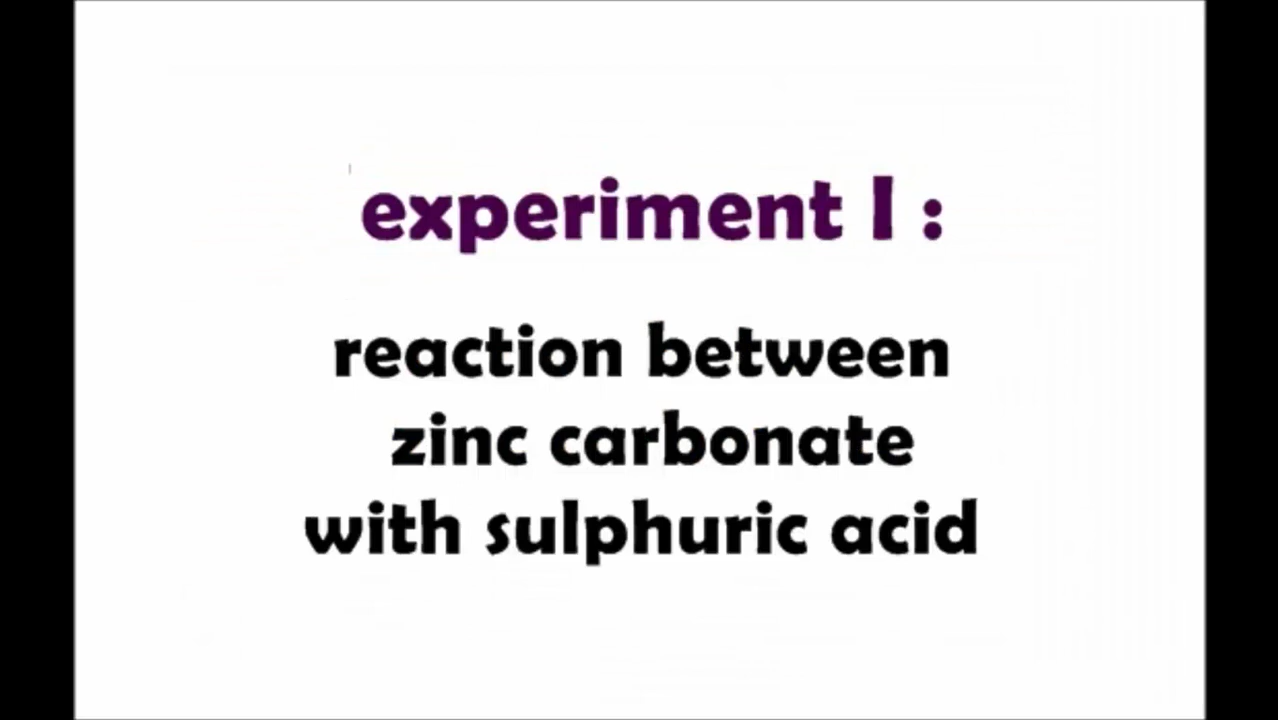 experiment I :
reaction between
zinc carbonate
with sulphuric acid